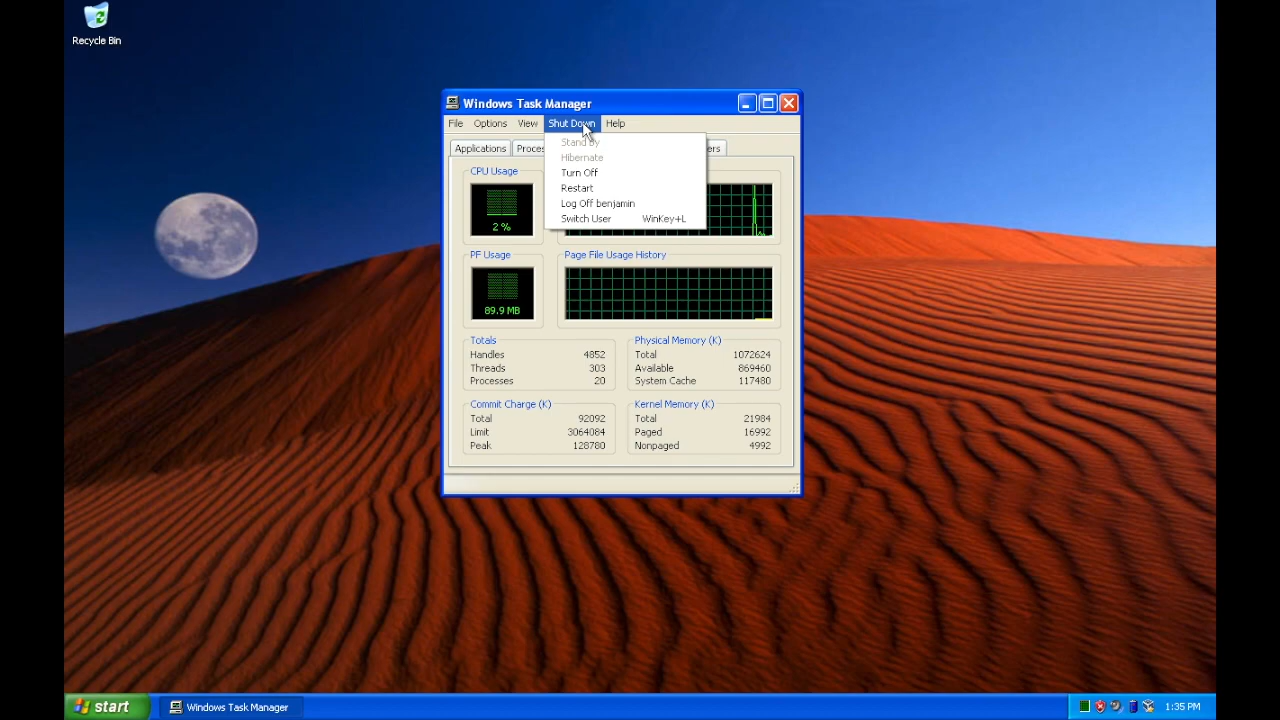 Recycle Bin
Windows Task Manager
File Options View Shut Down Help
Stand By
Hibernate
Turn Off
Restart
Log Off benjamin
Switch User WinKey+L
Applications
CPU Usage
2 %
PF Usage
89.9 MB
Page File Usage History
Totals
Handles 4852
Threads 303
Processes 20
Physical Memory (K)
Total 1072624
Available 869460
System Cache 117480
Commit Charge (K)
Total 92092
Limit 3064084
Peak 128780
Kernel Memory (K)
Total 21984
Paged 16992
Nonpaged 4992
start
Windows Task Manager
1:35 PM